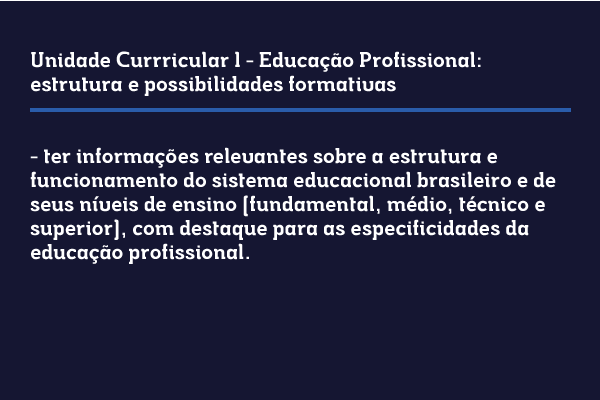 Unidade Currricular 1 - Educação Profissional:
estrutura e possibilidades formativas
- ter informações relevantes sobre a estrutura e
funcionamento do sistema educacional brasileiro e de
seus níveis de ensino [fundamental, médio, técnico e
superior], com destaque para as especificidades da
educação profissional.